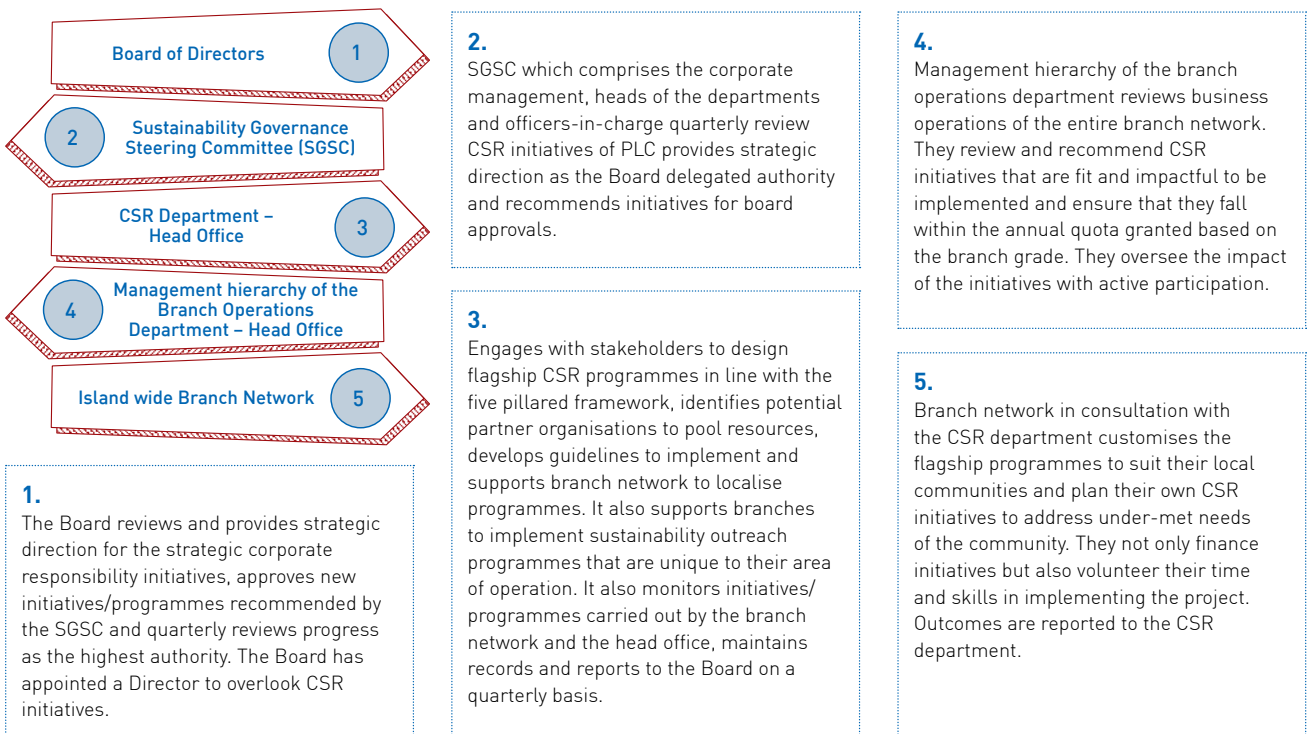 Board of Directors
1
2
Sustainability Governance
Steering Committee (SGSC)
CSR Department –
Head Office
3
4
Management hierarchy of the
Branch Operations
Department – Head Office
Island wide Branch Network
5
1.
The Board reviews and provides strategic
direction for the strategic corporate
responsibility initiatives, approves new
initiatives/programmes recommended by
the SGSC and quarterly reviews progress
as the highest authority. The Board has
appointed a Director to overlook CSR
initiatives.
2.
SGSC which comprises the corporate
management, heads of the departments
and officers-in-charge quarterly review
CSR initiatives of PLC provides strategic
direction as the Board delegated authority
and recommends initiatives for board
approvals.
3.
Engages with stakeholders to design
flagship CSR programmes in line with the
five pillared framework, identifies potential
partner organisations to pool resources,
develops guidelines to implement and
supports branch network to localise
programmes. It also supports branches
to implement sustainability outreach
programmes that are unique to their area
of operation. It also monitors initiatives/
programmes carried out by the branch
network and the head office, maintains
records and reports to the Board on a
quarterly basis.
4.
Management hierarchy of the branch
operations department reviews business
operations of the entire branch network.
They review and recommend CSR
initiatives that are fit and impactful to be
implemented and ensure that they fall
within the annual quota granted based on
the branch grade. They oversee the impact
of the initiatives with active participation.
5.
Branch network in consultation with
the CSR department customises the
flagship programmes to suit their local
communities and plan their own CSR
initiatives to address under-met needs
of the community. They not only finance
initiatives but also volunteer their time
and skills in implementing the project.
Outcomes are reported to the CSR
department.